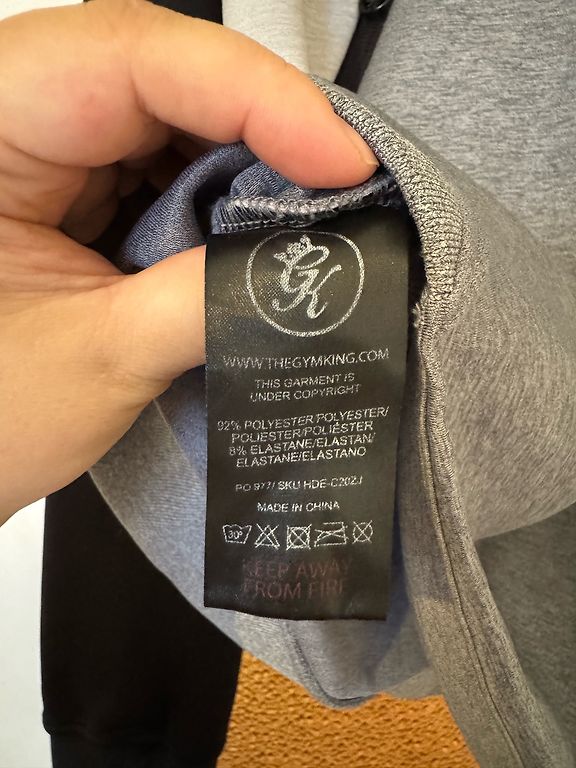 GK
WWW.THEGYMKING.COM
THIS GARMENT IS
UNDER COPYRIGHT
92% POLYESTER/POLYESTER/
POLIESTER/POLIÉSTER
8% ELASTANE/ELASTAN/
ELASTANE/ELASTANO
PO 977/ SKU HDE-C20ZJ
MADE IN CHINA
30°
KEEP AWAY
FROM FIRE